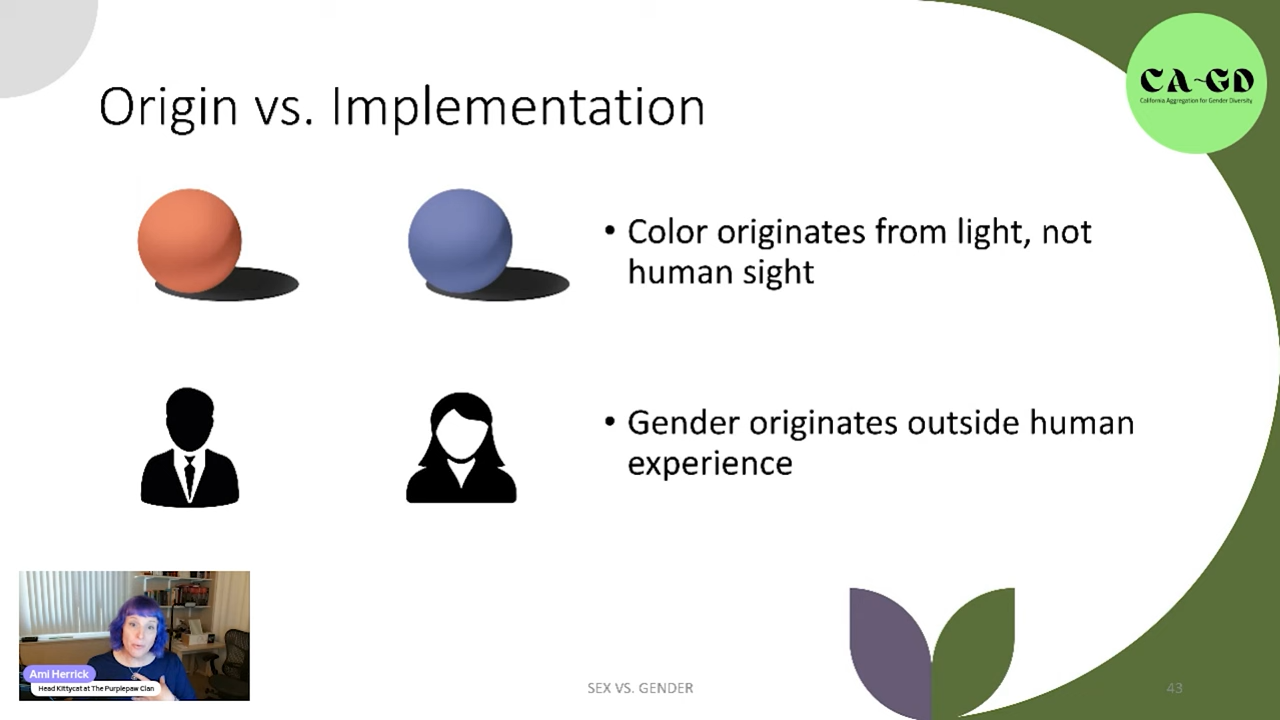 CA~GD
California Aggregation for Gender Diversity
Origin vs. Implementation
• Color originates from light, not
human sight
• Gender originates outside human
experience
Ami Herrick
Head Kittycat at The Purplepaw Clan
SEX VS. GENDER
43